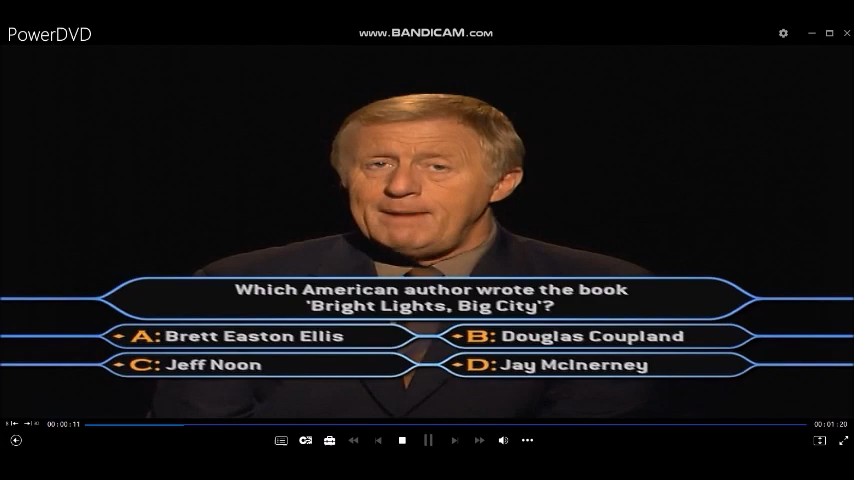 PowerDVD
www.BANDICAM.com
Which American author wrote the book
'Bright Lights, Big City'?
A: Brett Easton Ellis
B: Douglas Coupland
C: Jeff Noon
D: Jay McInerney
00:00:11
00:01:20